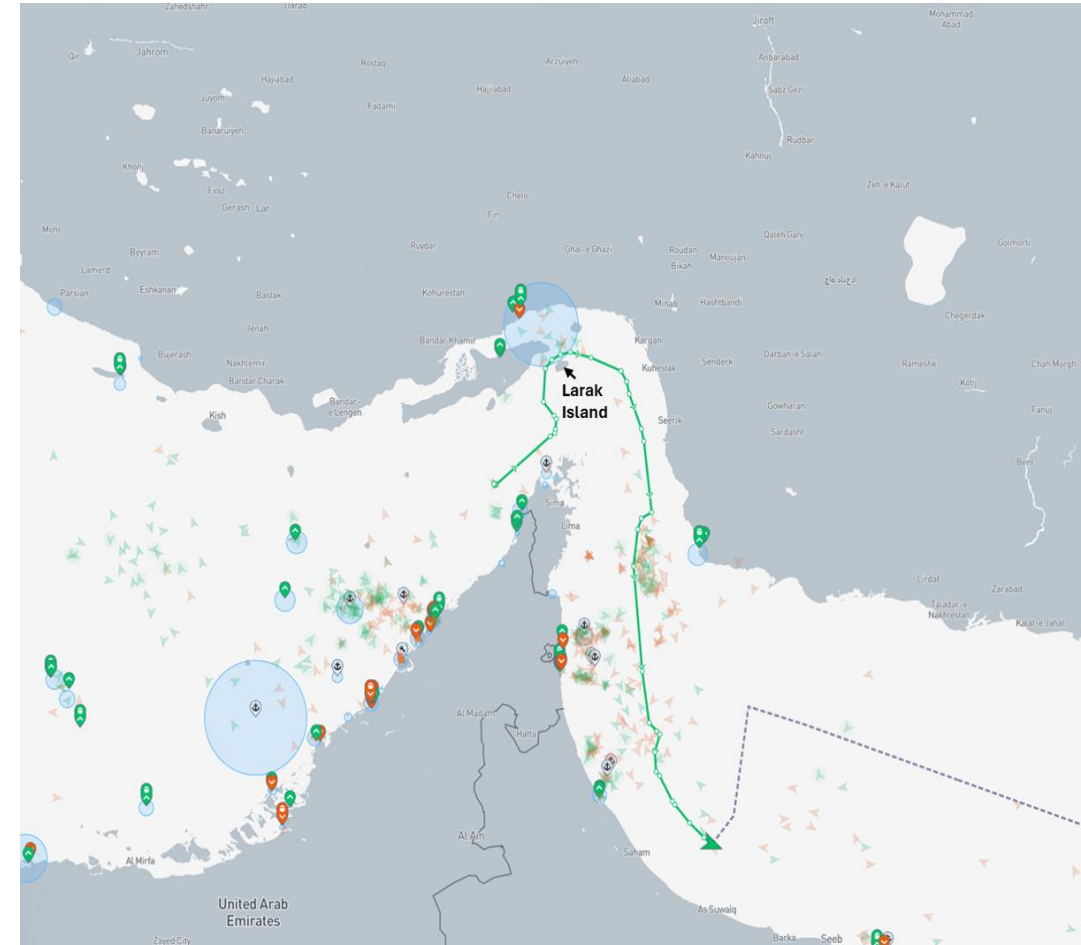 Zahedshahr
Darab
Jiroft
Mohammad
Abad
Qir
Jahrom
Rostaq
Arzuiyeh
Anbarabad
Hajiabad
Hajjiabad
Aliabad
Sabz Gezi
Juyom
Fadami
Banaruiyeh
Rudbar
Khonj
Kahnuj
Evaz
Chelo
Zeh-e Kalut
Gerash
Lar
Fin
Mohr
Beyram
Ruydar
Ghal-e Ghazi
Roudan
Bikah
Manoujan
Qaleh Ganj
Golmorti
Lamerd
Parsian
Eshkanan
Bastak
Kohurestan
Minab
Hashtbandi
Chegerdak
Jenah
Bandar Khamir
Kargan
Bujerash
Nakhlemir
Kuhestak
Senderk
Darban-e Salah
Rameshk
Chan Morgh
Bandar Charak
Kotij
Larak
Island
Bandar-
e Lengeh
Kish
Gowharan
Fanuj
Seerik
Sardasht
Bent
Sima
Lima
Lirdaf
Zarabad
Taladar-e
Nakhlestan
Kalat-e Jahal
Al Madam
Hatta
Al Ain
Saham
Al Mirfa
United Arab
Emirates
As Suwaiq
Zayed City
Barka
Seeb